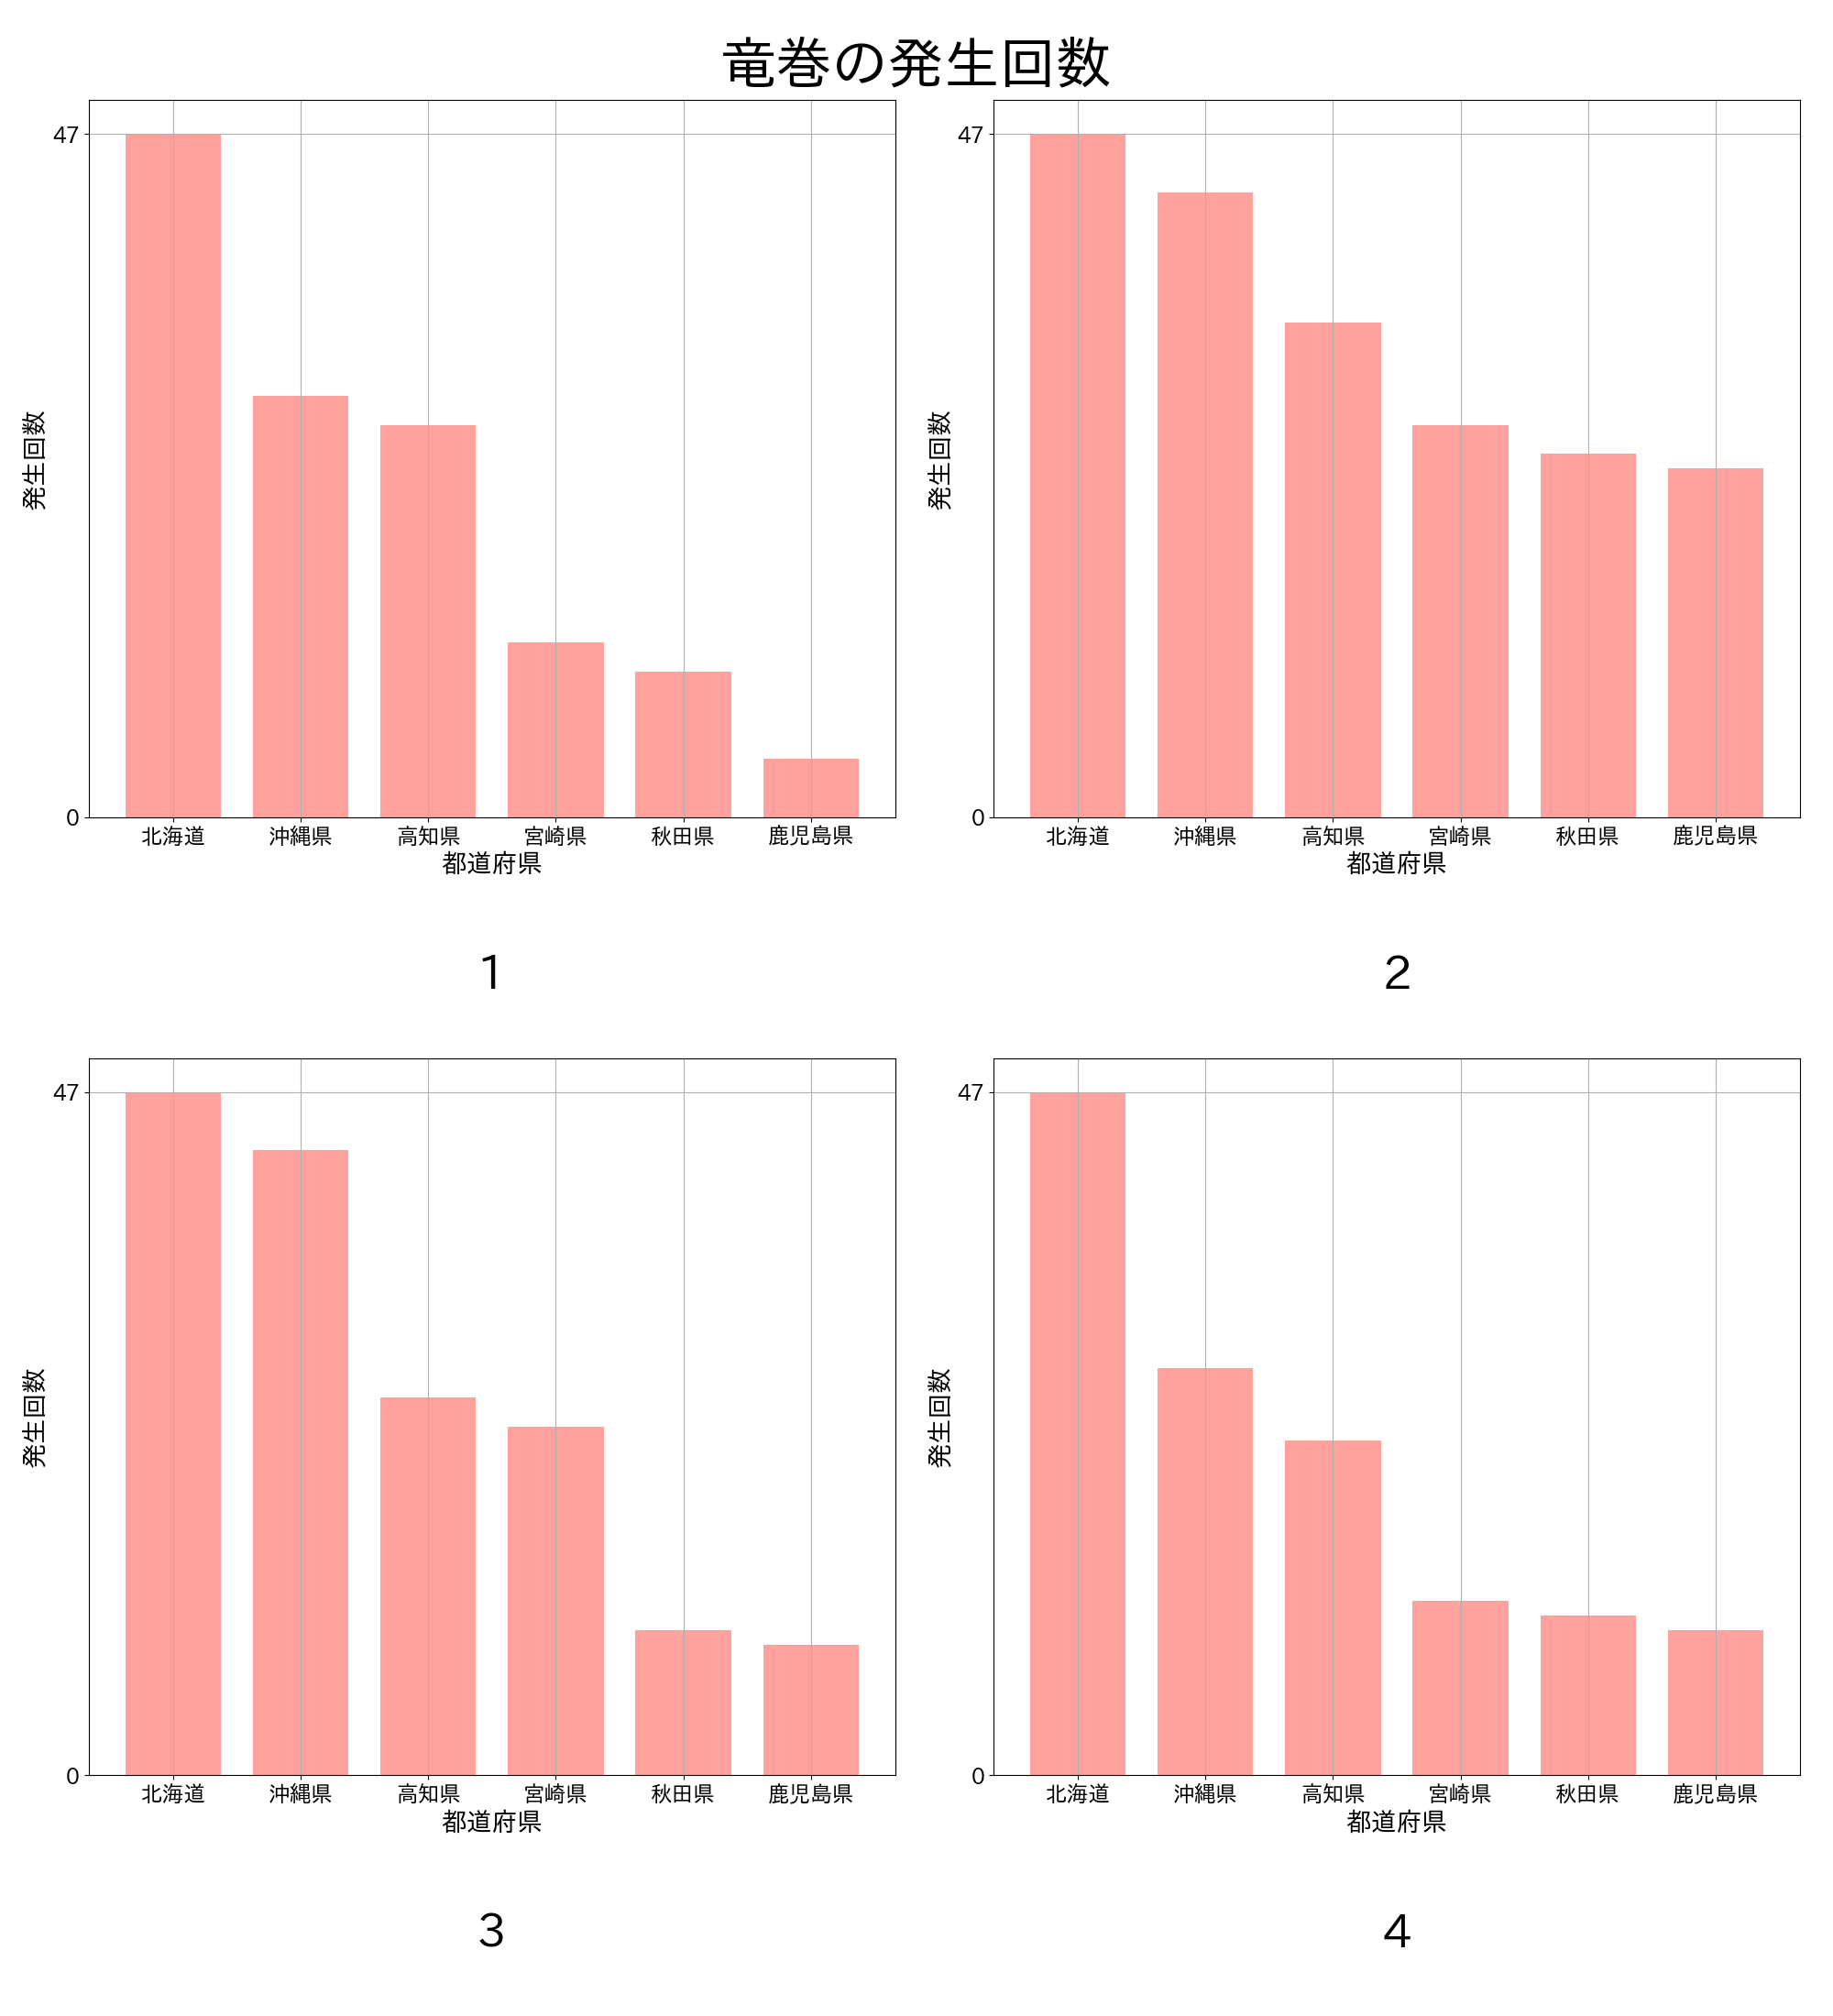 竜巻の発生回数
47
0
発生回数
北海道 沖縄県 高知県 宮崎県 秋田県 鹿児島県
都道府県
1
47
0
発生回数
北海道 沖縄県 高知県 宮崎県 秋田県 鹿児島県
都道府県
2
47
0
発生回数
北海道 沖縄県 高知県 宮崎県 秋田県 鹿児島県
都道府県
3
47
0
発生回数
北海道 沖縄県 高知県 宮崎県 秋田県 鹿児島県
都道府県
4